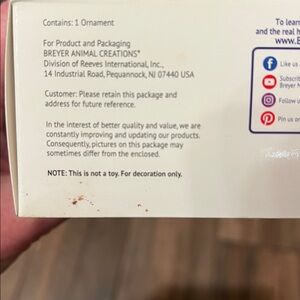 Contains: 1 Ornament
For Product and Packaging
BREYER ANIMAL CREATIONS®
Division of Reeves International, Inc.,
14 Industrial Road, Pequannock, NJ 07440 USA
Customer: Please retain this package and
address for future reference.
In the interest of better quality and value, we are
constantly improving and updating our products.
Consequently, pictures on this package may
sometimes differ from the enclosed.
NOTE: This is not a toy. For decoration only.
To lear
and the real h
www.B
Like us
Subscri
Breyer
Follow u
Pin us on